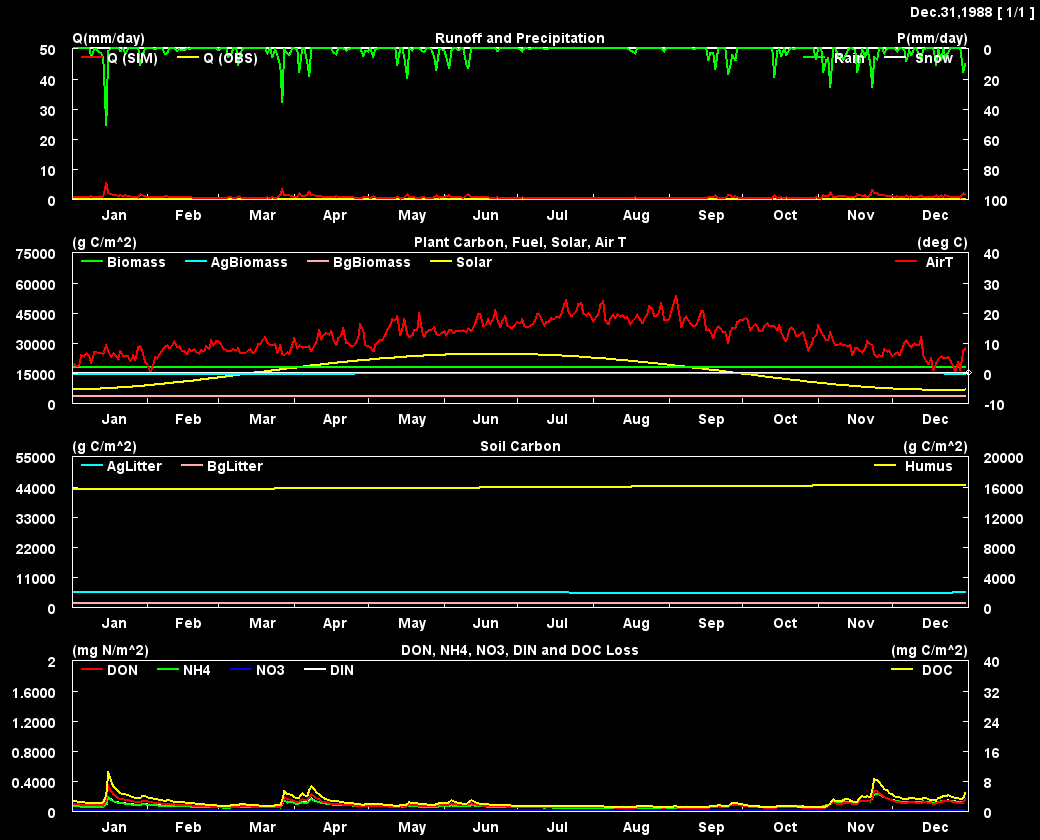 Dec.31,1988 [ 1/1 ]
Q(mm/day) Runoff and Precipitation P(mm/day)
50 Q (SIM) Q (OBS) Rain Snow 0
40 20
30 40
20 60
10 80
0 100
Jan Feb Mar Apr May Jun Jul Aug Sep Oct Nov Dec
(g C/m^2) Plant Carbon, Fuel, Solar, Air T (deg C)
75000 Biomass AgBiomass BgBiomass Solar AirT 40
60000 30
45000 20
30000 10
15000 0
0 -10
Jan Feb Mar Apr May Jun Jul Aug Sep Oct Nov Dec
(g C/m^2) Soil Carbon (g C/m^2)
55000 AgLitter BgLitter Humus 20000
44000 16000
33000 12000
22000 8000
11000 4000
0 0
Jan Feb Mar Apr May Jun Jul Aug Sep Oct Nov Dec
(mg N/m^2) DON, NH4, NO3, DIN and DOC Loss (mg C/m^2)
2 DON NH4 NO3 DIN DOC 40
1.6000 32
1.2000 24
0.8000 16
0.4000 8
0 0
Jan Feb Mar Apr May Jun Jul Aug Sep Oct Nov Dec